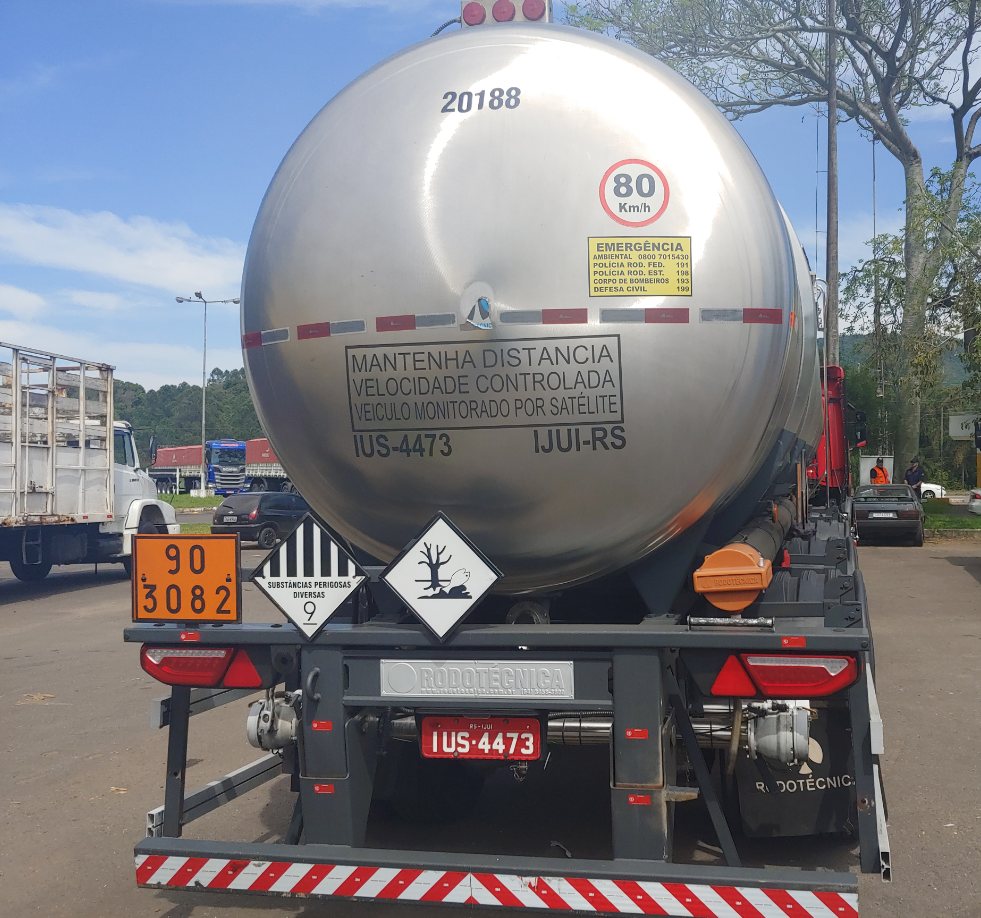 20188
80
Km/h
EMERGÊNCIA
AMBIENTAL 0800 7015430
POLÍCIA ROD. FED. 191
POLÍCIA ROD. EST. 198
CORPO DE BOMBEIROS 193
DEFESA CIVIL 199
MANTENHA DISTANCIA
VELOCIDADE CONTROLADA
VEICULO MONITORADO POR SATÉLITE
IUS-4473 IJUI-RS
90
3082
SUBSTÂNCIAS PERIGOSAS
DIVERSAS
9
RODOTÉCNICA
RODOTÉCNICA
RS-IJUI
IUS-4473
RODOTÉCNIC